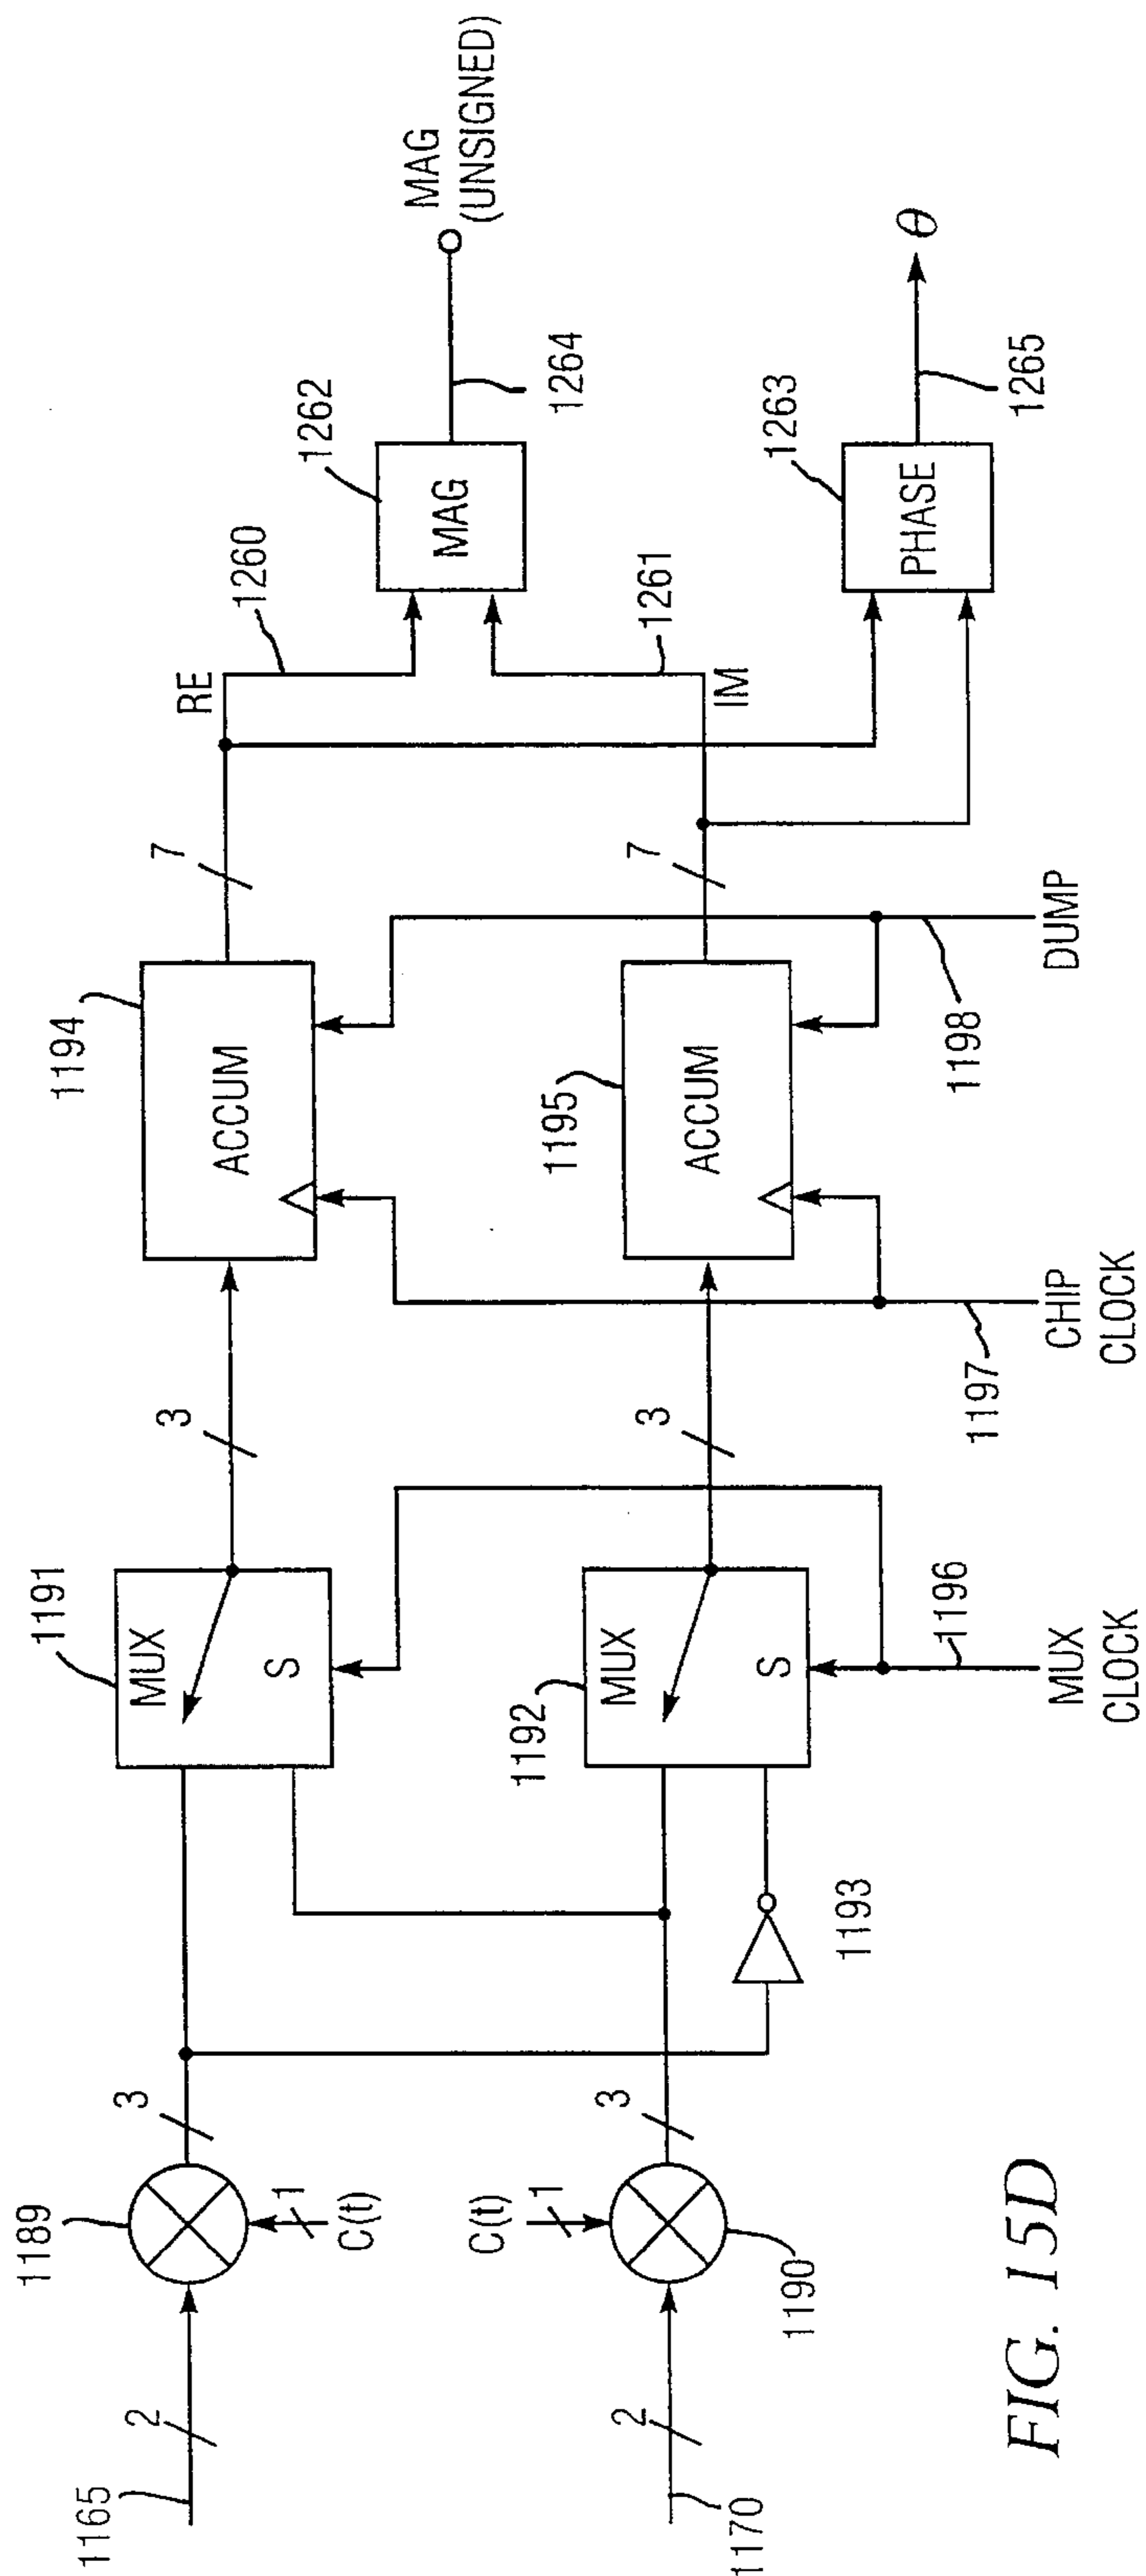 1165
2
1189
1
C(t)
3
1191
MUX
S
3
1194
ACCUM
7
RE
1260
1262
MAG
1264
MAG
(UNSIGNED)
1170
2
C(t)
1
1190
3
1193
1192
MUX
S
3
1195
ACCUM
7
IM
1261
1263
PHASE
1265
θ
1196
MUX
CLOCK
1197
CHIP
CLOCK
1198
DUMP
FIG. 15D